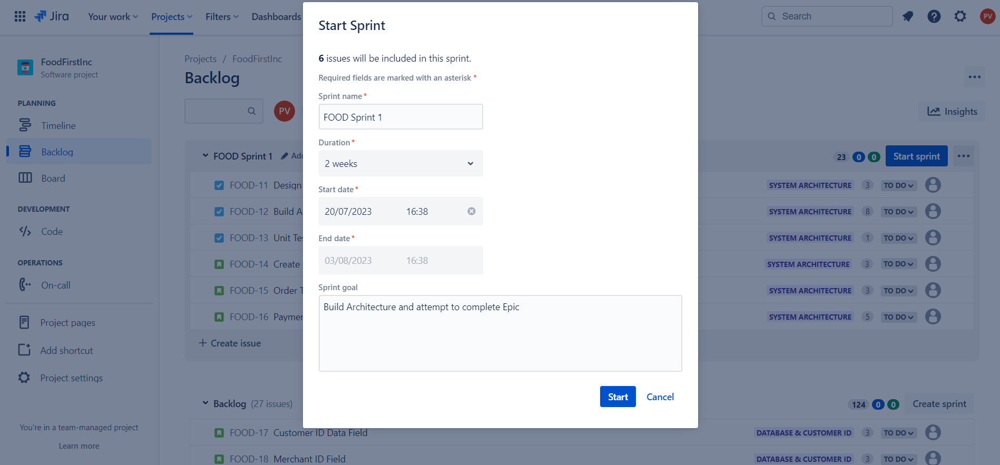 Jira Your work Projects Filters Dashboards Search PV
FoodFirstInc
Software project
PLANNING
Timeline
Backlog
Board
DEVELOPMENT
Code
OPERATIONS
On-call
Project pages
Add shortcut
Project settings
You're in a team-managed project
Learn more
Projects / FoodFirstInc
Backlog
PV
Insights
FOOD Sprint 1 23 0 0 Start sprint
FOOD-11 Design SYSTEM ARCHITECTURE 3 TO DO
FOOD-12 Build A SYSTEM ARCHITECTURE 8 TO DO
FOOD-13 Unit Tes SYSTEM ARCHITECTURE 1 TO DO
FOOD-14 Create SYSTEM ARCHITECTURE 3 TO DO
FOOD-15 Order T SYSTEM ARCHITECTURE 3 TO DO
FOOD-16 Paymen SYSTEM ARCHITECTURE 5 TO DO
+ Create issue
Backlog (27 issues) 124 0 0 Create sprint
FOOD-17 Customer ID Data Field DATABASE & CUSTOMER ID 3 TO DO
FOOD-18 Merchant ID Field DATABASE & CUSTOMER ID 3 TO DO
Start Sprint
6 issues will be included in this sprint.
Required fields are marked with an asterisk *
Sprint name *
FOOD Sprint 1
Duration *
2 weeks
Start date *
20/07/2023 16:38
End date *
03/08/2023 16:38
Sprint goal
Build Architecture and attempt to complete Epic
Start Cancel